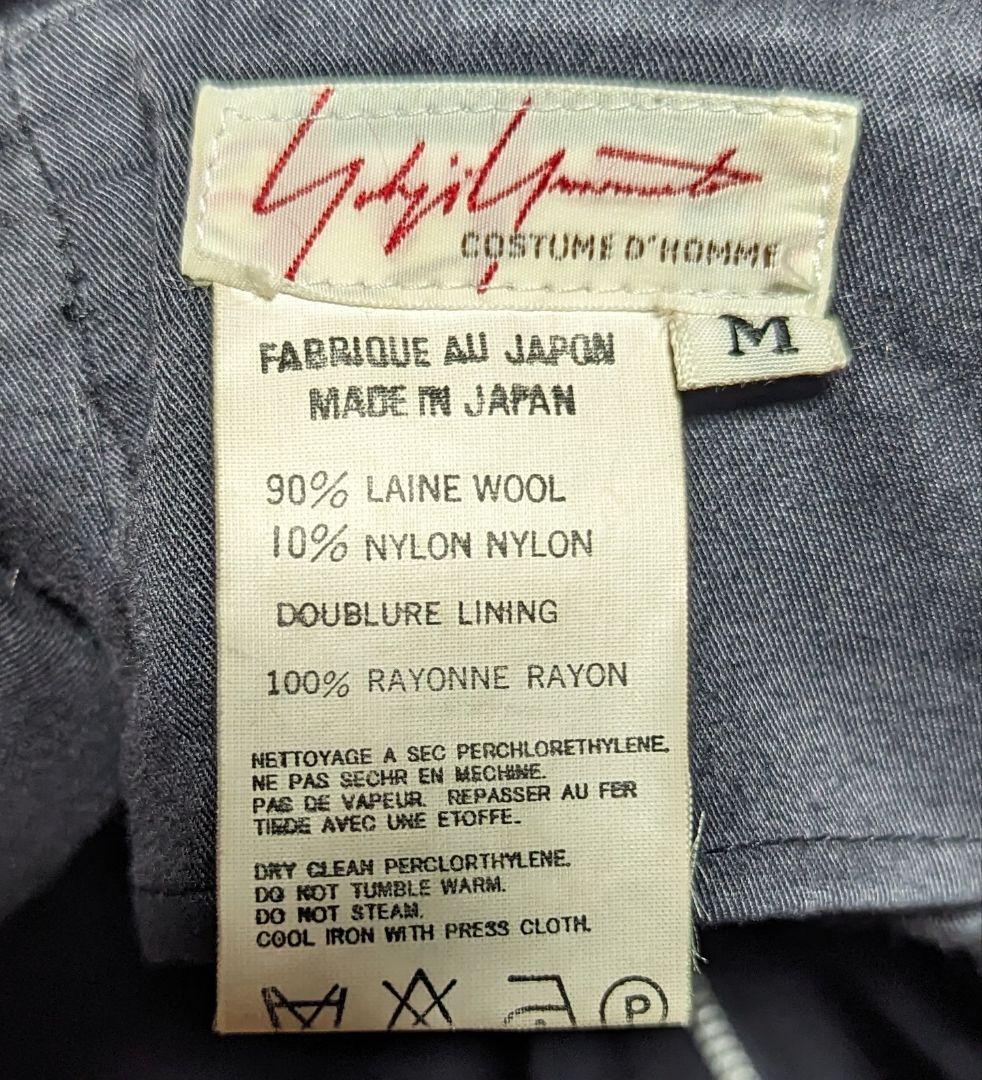 Yohji Yamamoto
COSTUME D'HOMME
M
FABRIQUE AU JAPON
MADE IN JAPAN
90% LAINE WOOL
10% NYLON NYLON
DOUBLURE LINING
100% RAYONNE RAYON
NETTOYAGE A SEC PERCHLORETHYLENE.
NE PAS SECHR EN MECHINE.
PAS DE VAPEUR. REPASSER AU FER
TIEDE AVEC UNE ETOFFE.
DRY CLEAN PERCLORTHYLENE.
DO NOT TUMBLE WARM.
DO NOT STEAM.
COOL IRON WITH PRESS CLOTH.
P